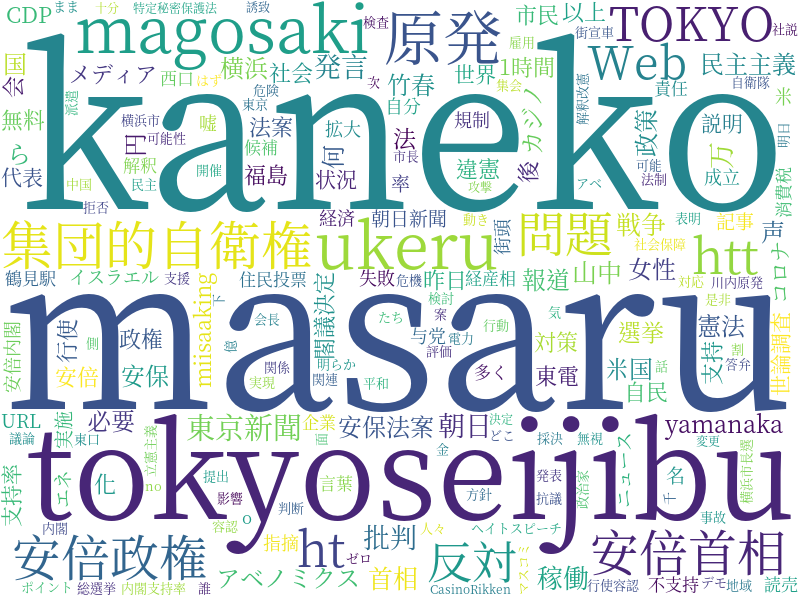 CDP
まま
十分
特定秘密保護法
誘致
magosaki
原発
検査
市民
以上
TOKYO
社説
街宣車
雇用
国
会
メディア
西口
はず
横浜
社会
発言
竹春
世界
1時間
Web
民主主義
次
集会
解釈改憲
自衛隊
米
kaneko
無料
派遣
横浜市
円
危険
東京
嘘
法案
自分
拡大
法
規制
カジノ
責任
政策
説明
万
明日
ら
可能性
解釈
候補
何
市長
違憲
後
可能
代表
中国
民主
開催
福島
状況
率
攻撃
アベ
法制
成立
消費税
拒否
経済
朝日新聞
動き
街頭
戦争
表明
記事
声
集団的自衛権
ukeru
問題
社会保障
htt
コロナ
鶴見駅
イスラエル
支援
下
住民投票
失敗
危機
昨日
経産相
報道
山中
女性
対応
川内原発
masaru
miisaaking
閣議決定
検討
案
たち
気
是非
安倍内閣
行使
政権
会長
億
明らか
与党
電力
行動
対策
選挙
憲法
世論調査
安倍
安保
関係
実現
関連
平和
評価
多く
東電
米国
自民
支持
話
割
答弁
URL
議論
実施
必要
東口
東京新聞
企業
面
安保法案
朝日
決定
どこ
yamanaka
tokyoseijibu
支持率
エネ
化
立憲主義
no
提出
影響
o
判断
容認
言葉
金
方針
採決
無視
発表
抗議
政治家
ニュース
名
千
変更
事故
横浜市長選
内閣
安倍政権
指摘
ht
批判
人々
反対
ヘイトスピーチ
安倍首相
ポイント
総選挙
内閣支持率
誰
アベノミクス
ゼロ
首相
CasinoRikken
マスコミ
稼働
行使容認
不支持
デモ
地域
読売